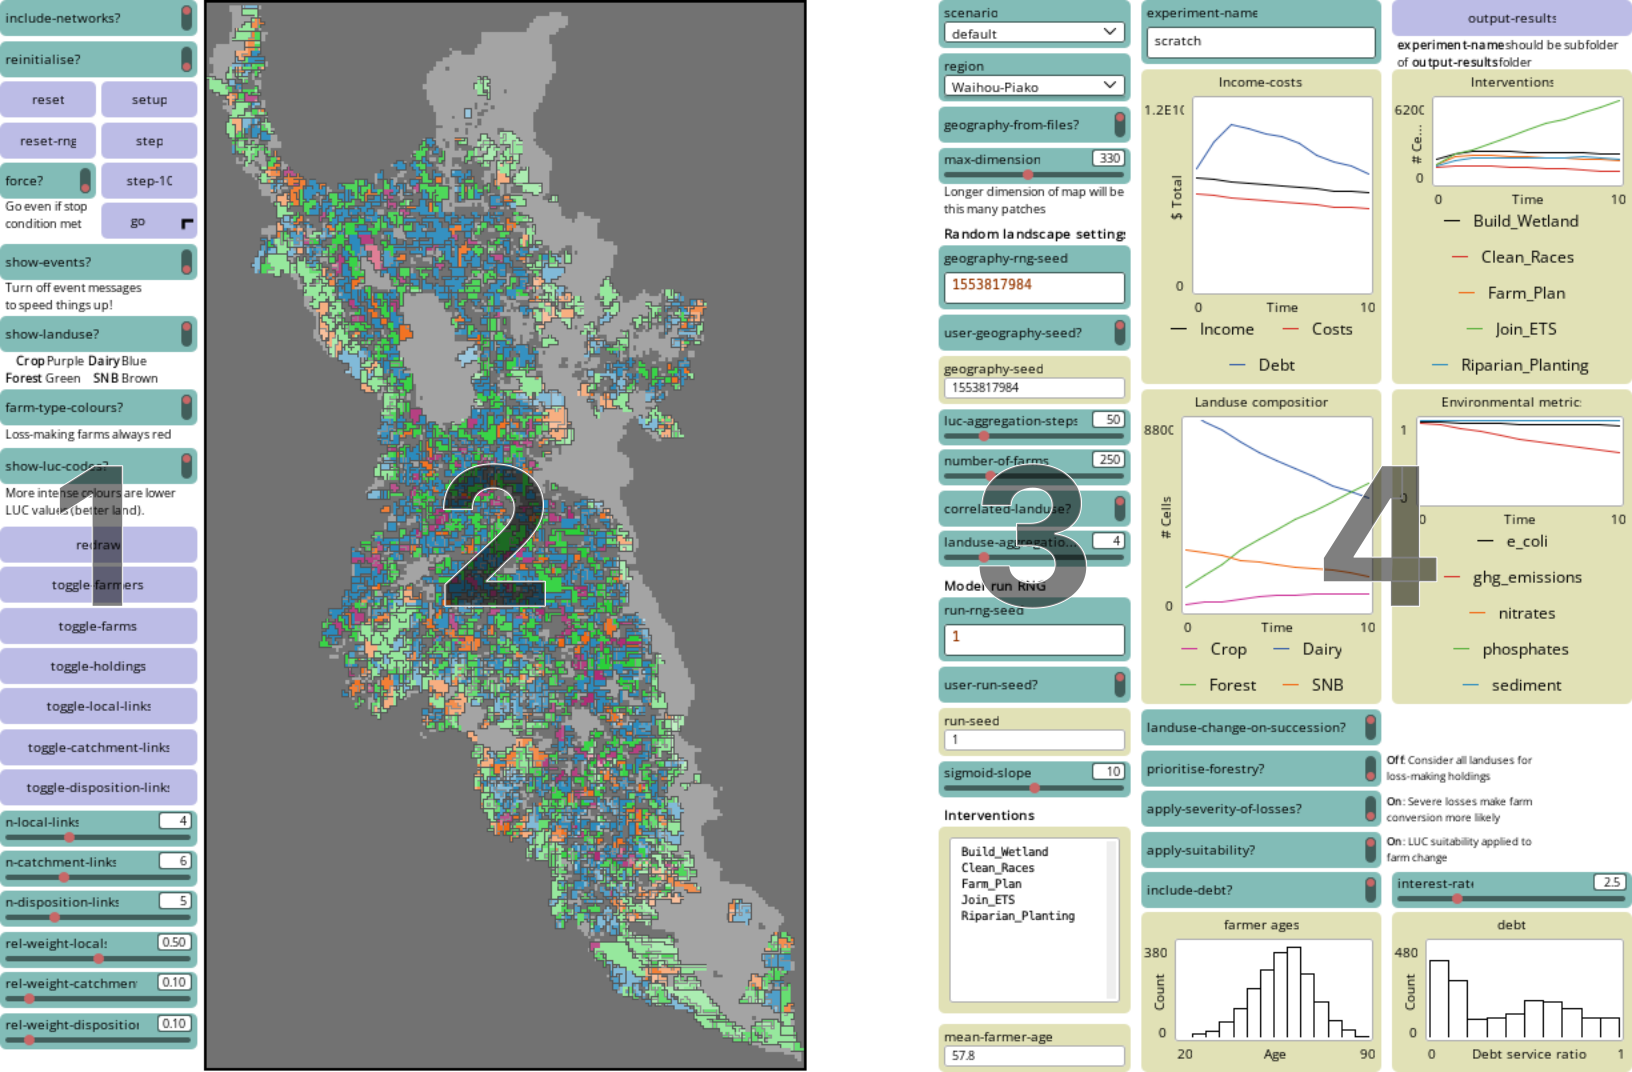 include-networks?
reinitialise?
reset
setup
reset-rng
step
force?
step-10
Go even if stop
condition met
go
show-events?
Turn off event messages
to speed things up!
show-landuse?
Crop Purple Dairy Blue
Forest Green SNB Brown
farm-type-colours?
Loss-making farms always red
show-luc-codes?
More intense colours are lower
LUC values (better land).
redraw
toggle-farmers
toggle-farms
toggle-holdings
toggle-local-links
toggle-catchment-links
toggle-disposition-links
n-local-links
4
n-catchment-links
6
n-disposition-links
5
rel-weight-locals
0.50
rel-weight-catchment
0.10
rel-weight-disposition
0.10
1
2
scenario
default
region
Waihou-Piako
geography-from-files?
max-dimension
330
Longer dimension of map will be
this many patches
Random landscape settings
geography-rng-seed
1553817984
user-geography-seed?
geography-seed
1553817984
luc-aggregation-steps
50
number-of-farms
250
correlated-landuse?
landuse-aggregatio...
4
Model run RNG
run-rng-seed
1
user-run-seed?
run-seed
1
sigmoid-slope
10
Interventions
Build_Wetland
Clean_Races
Farm_Plan
Join_ETS
Riparian_Planting
mean-farmer-age
57.8
3
experiment-name
scratch
Income-costs
1.2E10
$ Total
0
0
Time
10
Income
Costs
Debt
Landuse composition
8800
# Cells
0
0
Time
10
Crop
Dairy
Forest
SNB
landuse-change-on-succession?
prioritise-forestry?
Off: Consider all landuses for
loss-making holdings
apply-severity-of-losses?
On: Severe losses make farm
conversion more likely
apply-suitability?
On: LUC suitability applied to
farm change
include-debt?
interest-rate
2.5
farmer ages
380
Count
0
20
Age
90
output-results
experiment-name should be subfolder
of output-results folder
Interventions
6200
# Ce...
0
0
Time
10
Build_Wetland
Clean_Races
Farm_Plan
Join_ETS
Riparian_Planting
Environmental metrics
1
0
0
Time
10
e_coli
ghg_emissions
nitrates
phosphates
sediment
4
debt
480
Count
0
0
Debt service ratio
1